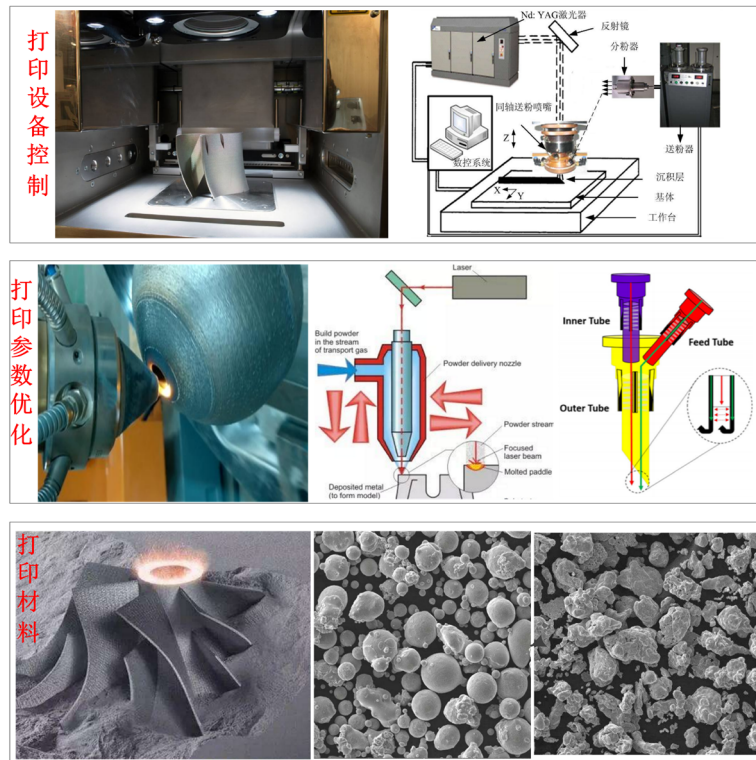 打印设备控制
Nd: YAG激光器
反射镜
分粉器
同轴送粉喷嘴
Z
数控系统
送粉器
沉积层
X
基体
Y
工作台
打印参数优化
Laser
Build powder
in the stream
of transport gas
Powder delivery nozzle
Powder stream
Focused
laser beam
Molted paddle
Deposited metal
(to form model)
Inner Tube
Feed Tube
Outer Tube
打印材料